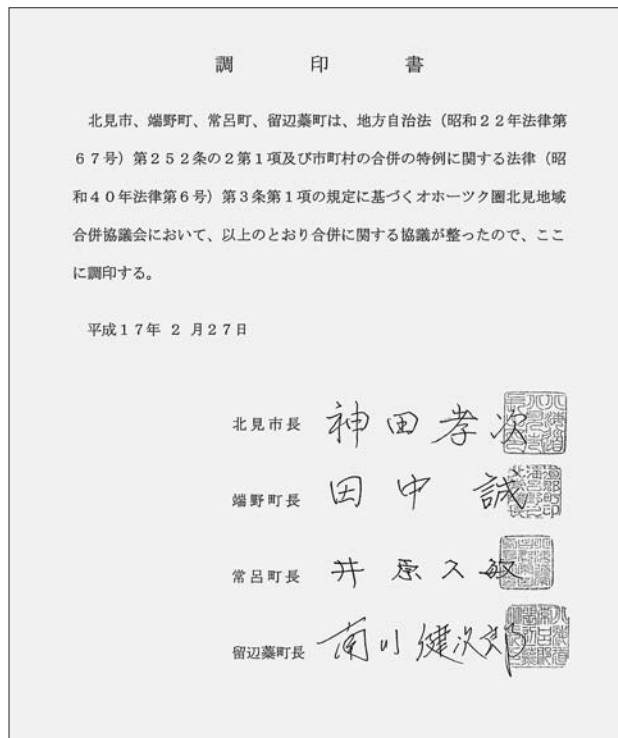 調印書
北見市、端野町、常呂町、留辺蘂町は、地方自治法（昭和２２年法律第
６７号）第２５２条の２第１項及び市町村の合併の特例に関する法律（昭
和４０年法律第６号）第３条第１項の規定に基づくオホーツク圏北見地域
合併協議会において、以上のとおり合併に関する協議が整ったので、ここ
に調印する。
平成１７年 ２ 月２７日
北見市長 神田孝次
端野町長 田中誠
常呂町長 井原久敏
留辺蘂町長 南川健次郎